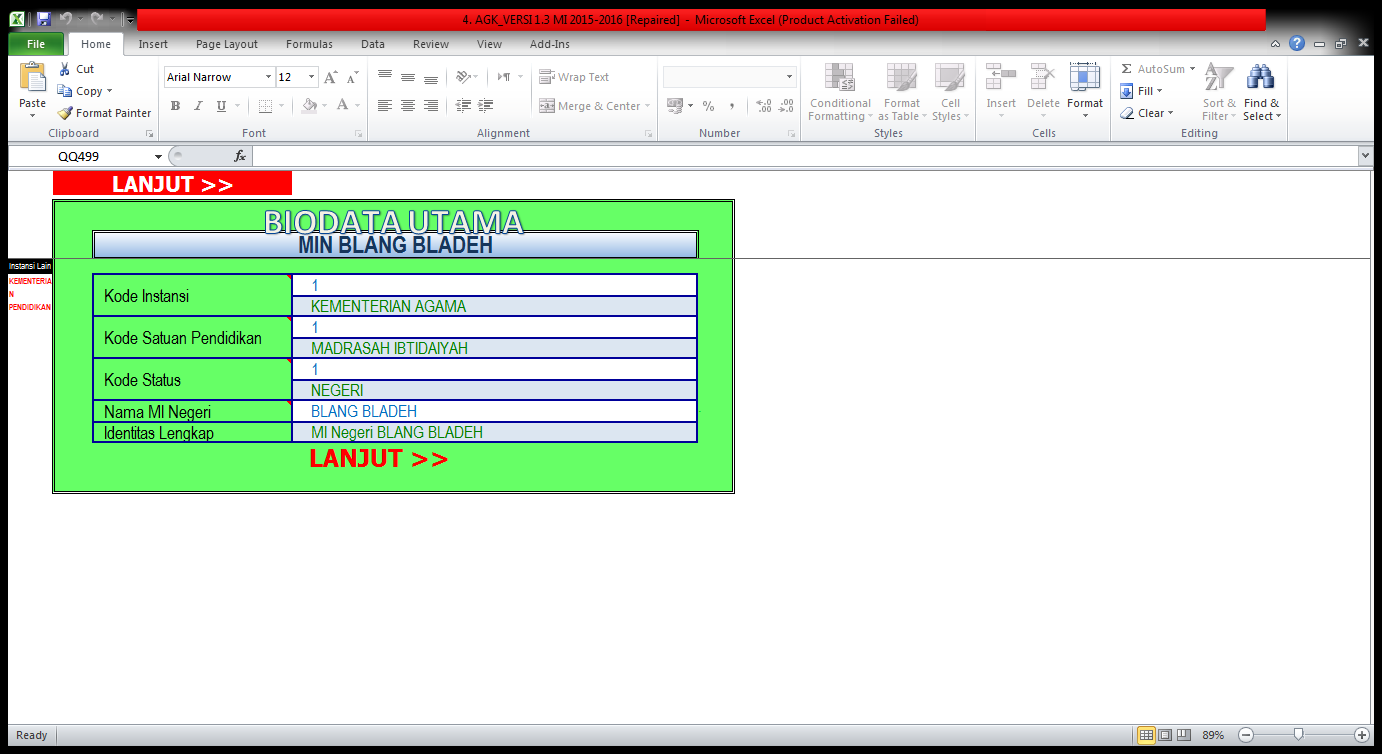 4. AGK_VERSI 1.3 MI 2015-2016 [Repaired] - Microsoft Excel (Product Activation Failed)
File Home Insert Page Layout Formulas Data Review View Add-Ins
Paste
Cut
Copy
Format Painter
Clipboard
Arial Narrow 12
B I U
Font
Wrap Text
Merge & Center
Alignment
Number
Conditional Formatting
Format as Table
Cell Styles
Styles
Insert
Delete
Format
Cells
AutoSum
Fill
Clear
Sort & Filter
Find & Select
Editing
QQ499
fx
LANJUT >>
BIODATA UTAMA
MIN BLANG BLADEH
Instansi Lain
KEMENTERIA
N
PENDIDIKAN
Kode Instansi
1
KEMENTERIAN AGAMA
Kode Satuan Pendidikan
1
MADRASAH IBTIDAIYAH
Kode Status
1
NEGERI
Nama MI Negeri
BLANG BLADEH
Identitas Lengkap
MI Negeri BLANG BLADEH
LANJUT >>
Ready
89%